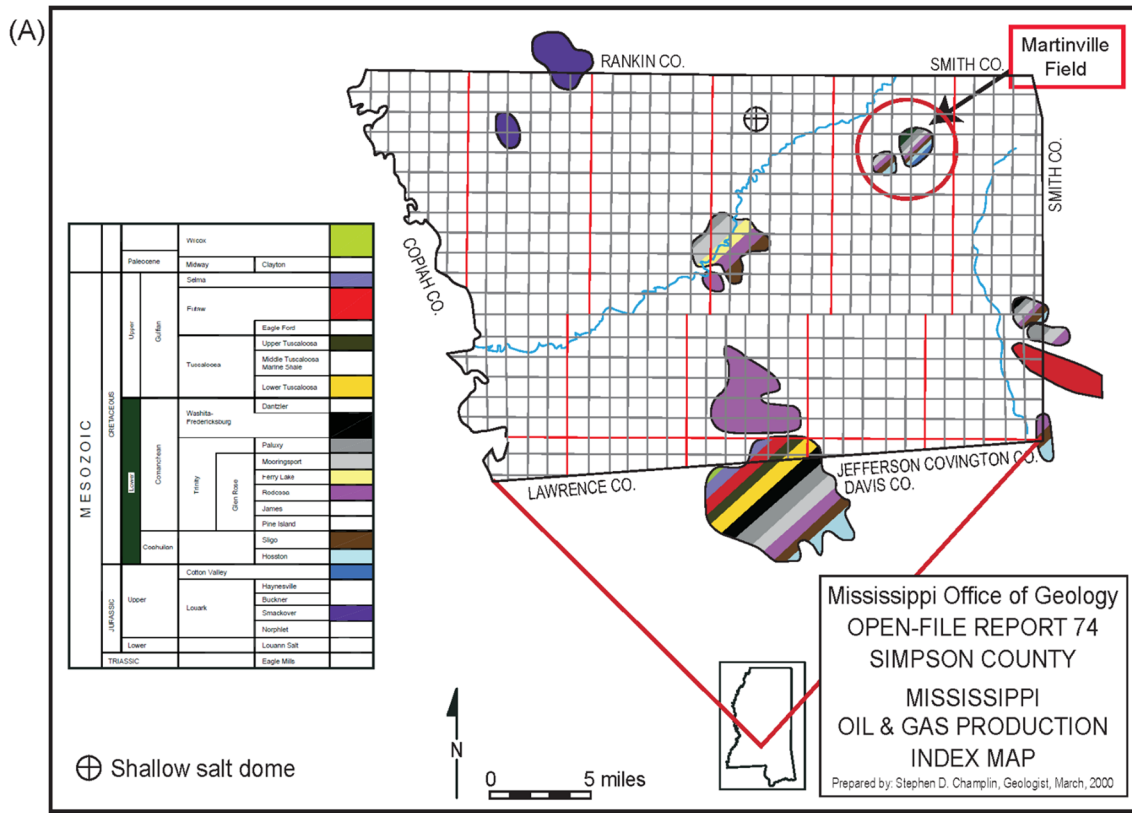 (A)
RANKIN CO.
SMITH CO.
Martinville
Field
SMITH CO.
COPIAH CO.
LAWRENCE CO.
JEFFERSON
DAVIS CO.
COVINGTON CO.
MESOZOIC
CRETACEOUS
JURASSIC
TRIASSIC
Paleocene
Upper
Lower
Upper
Lower
Gulfian
Comanchean
Coahuilan
Wilcox
Midway
Clayton
Selma
Eutaw
Eagle Ford
Tuscaloosa
Upper Tuscaloosa
Middle Tuscaloosa
Marine Shale
Lower Tuscaloosa
Washita-
Fredericksburg
Dantzler
Trinity
Glen Rose
Paluxy
Mooringsport
Ferry Lake
Rodessa
James
Pine Island
Sligo
Hosston
Cotton Valley
Louark
Haynesville
Buckner
Smackover
Norphlet
Louann Salt
Eagle Mills
Shallow salt dome
N
0 5 miles
Mississippi Office of Geology
OPEN-FILE REPORT 74
SIMPSON COUNTY
MISSISSIPPI
OIL & GAS PRODUCTION
INDEX MAP
Prepared by: Stephen D. Champlin, Geologist, March, 2000